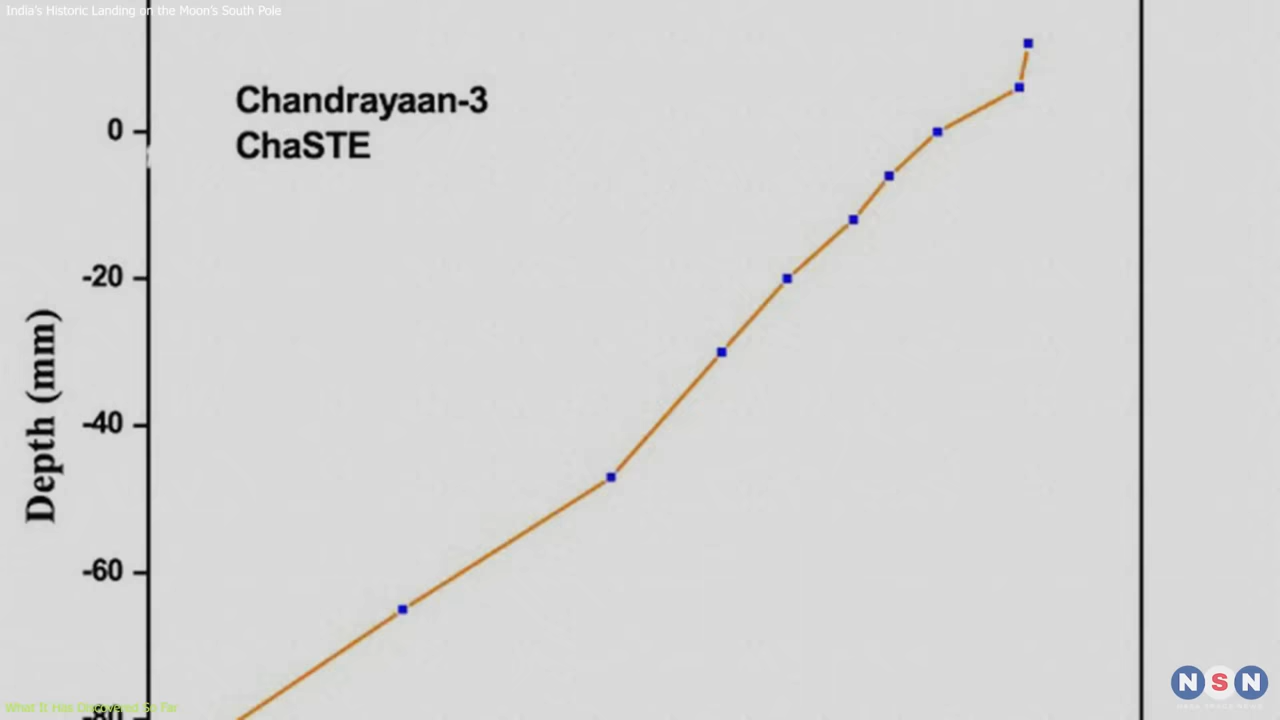 India's Historic Landing on the Moon's South Pole
Chandrayaan-3
ChaSTE
0
-20
-40
-60
-80
Depth (mm)
What It Has Discovered So Far
NSN